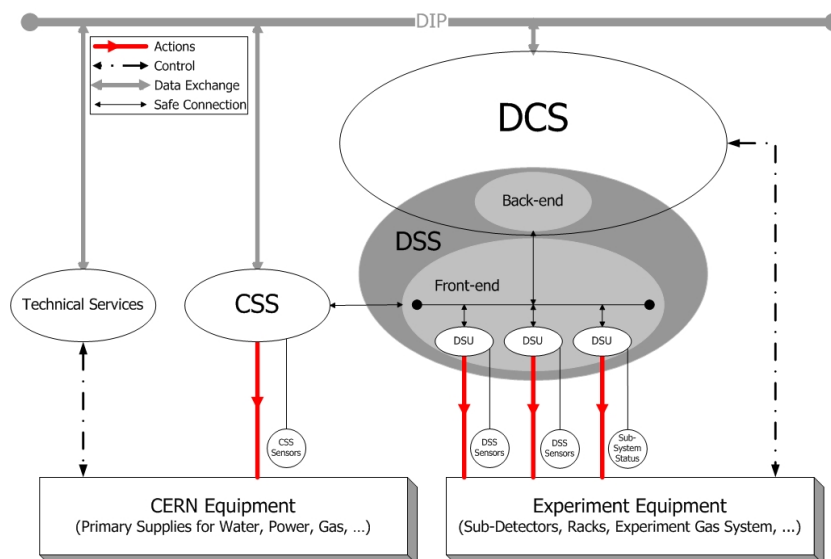 DIP
Actions
Control
Data Exchange
Safe Connection
DCS
Back-end
DSS
Front-end
Technical Services
CSS
DSU
DSU
DSU
CSS
Sensors
DSS
Sensors
DSS
Sensors
Sub-
System
Status
CERN Equipment
(Primary Supplies for Water, Power, Gas, ...)
Experiment Equipment
(Sub-Detectors, Racks, Experiment Gas System, ...)